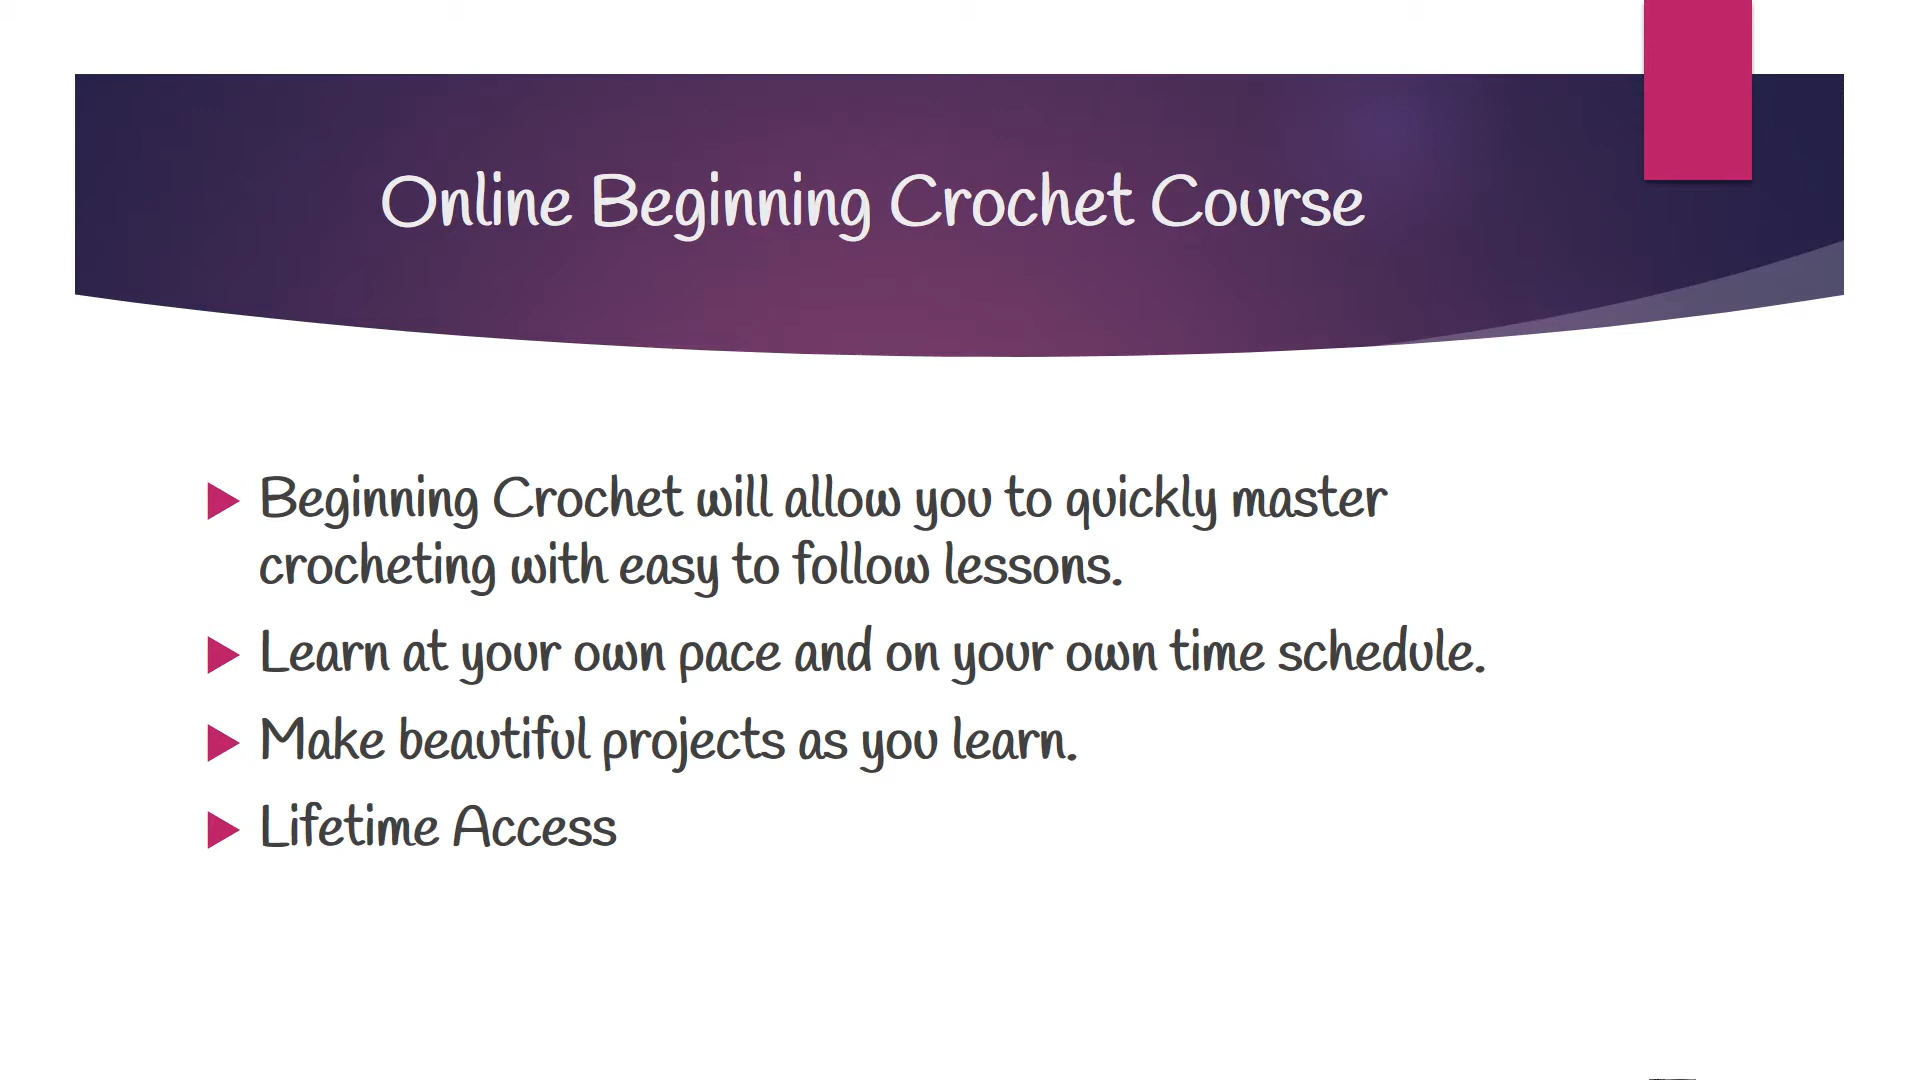 Online Beginning Crochet Course
Beginning Crochet will allow you to quickly master
crocheting with easy to follow lessons.
Learn at your own pace and on your own time schedule.
Make beautiful projects as you learn.
Lifetime Access